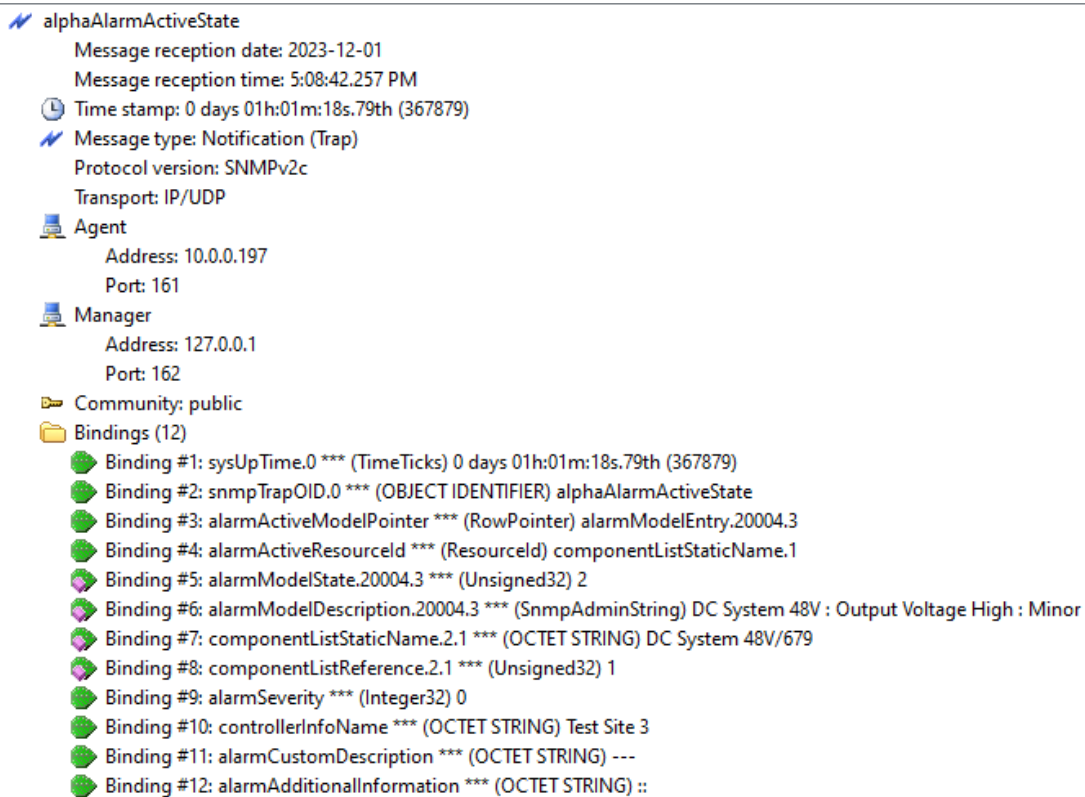 alphaAlarmActiveState
Message reception date: 2023-12-01
Message reception time: 5:08:42.257 PM
Time stamp: 0 days 01h:01m:18s.79th (367879)
Message type: Notification (Trap)
Protocol version: SNMPv2c
Transport: IP/UDP
Agent
Address: 10.0.0.197
Port: 161
Manager
Address: 127.0.0.1
Port: 162
Community: public
Bindings (12)
Binding #1: sysUpTime.0 *** (TimeTicks) 0 days 01h:01m:18s.79th (367879)
Binding #2: snmpTrapOID.0 *** (OBJECT IDENTIFIER) alphaAlarmActiveState
Binding #3: alarmActiveModelPointer *** (RowPointer) alarmModelEntry.20004.3
Binding #4: alarmActiveResourceId *** (ResourceId) componentListStaticName.1
Binding #5: alarmModelState.20004.3 *** (Unsigned32) 2
Binding #6: alarmModelDescription.20004.3 *** (SnmpAdminString) DC System 48V : Output Voltage High : Minor
Binding #7: componentListStaticName.2.1 *** (OCTET STRING) DC System 48V/679
Binding #8: componentListReference.2.1 *** (Unsigned32) 1
Binding #9: alarmSeverity *** (Integer32) 0
Binding #10: controllerInfoName *** (OCTET STRING) Test Site 3
Binding #11: alarmCustomDescription *** (OCTET STRING) ---
Binding #12: alarmAdditionalInformation *** (OCTET STRING) ::